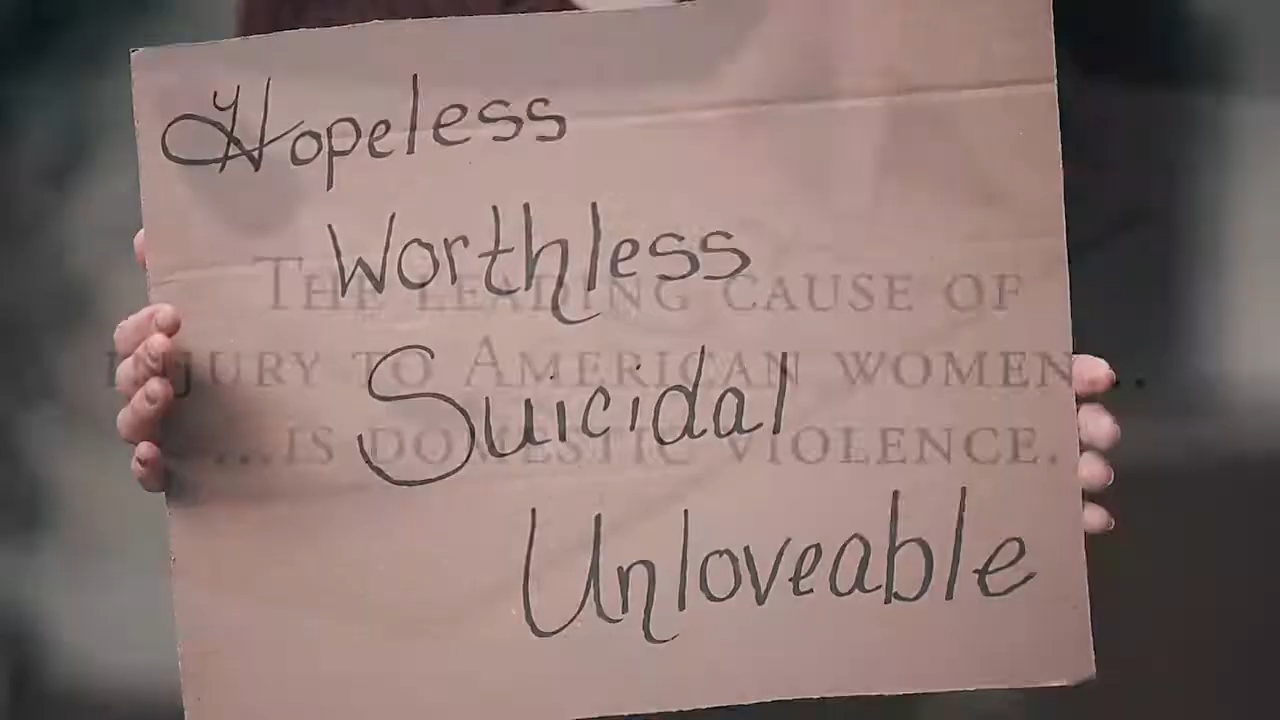 Hopeless
Worthless
The leading cause of
injury to American women...
Suicidal
...is domestic violence.
Unloveable